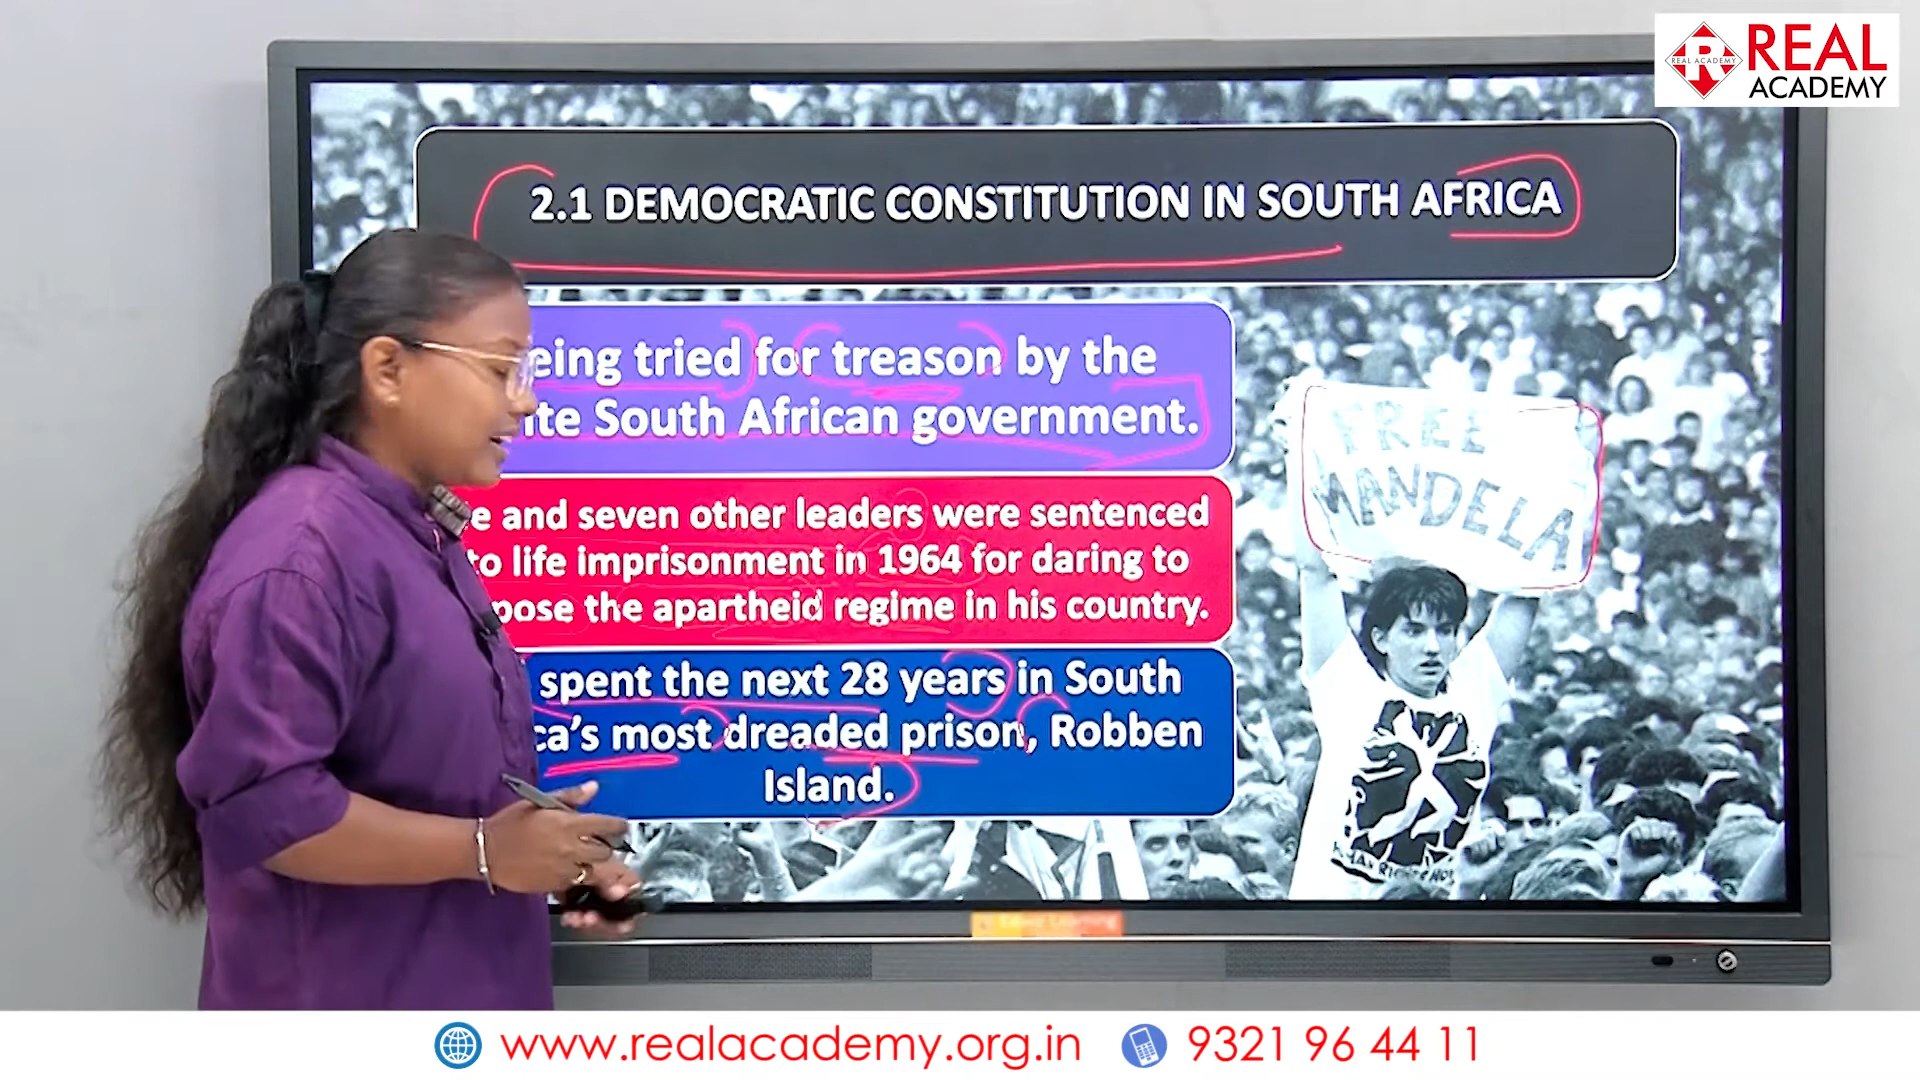 REAL
ACADEMY
REAL ACADEMY
2.1 DEMOCRATIC CONSTITUTION IN SOUTH AFRICA
eing tried for treason by the
ite South African government.
e and seven other leaders were sentenced
to life imprisonment in 1964 for daring to
pose the apartheid regime in his country.
spent the next 28 years in South
ca's most dreaded prison, Robben
Island.
FREE
MANDELA
www.realacademy.org.in 9321 96 44 11